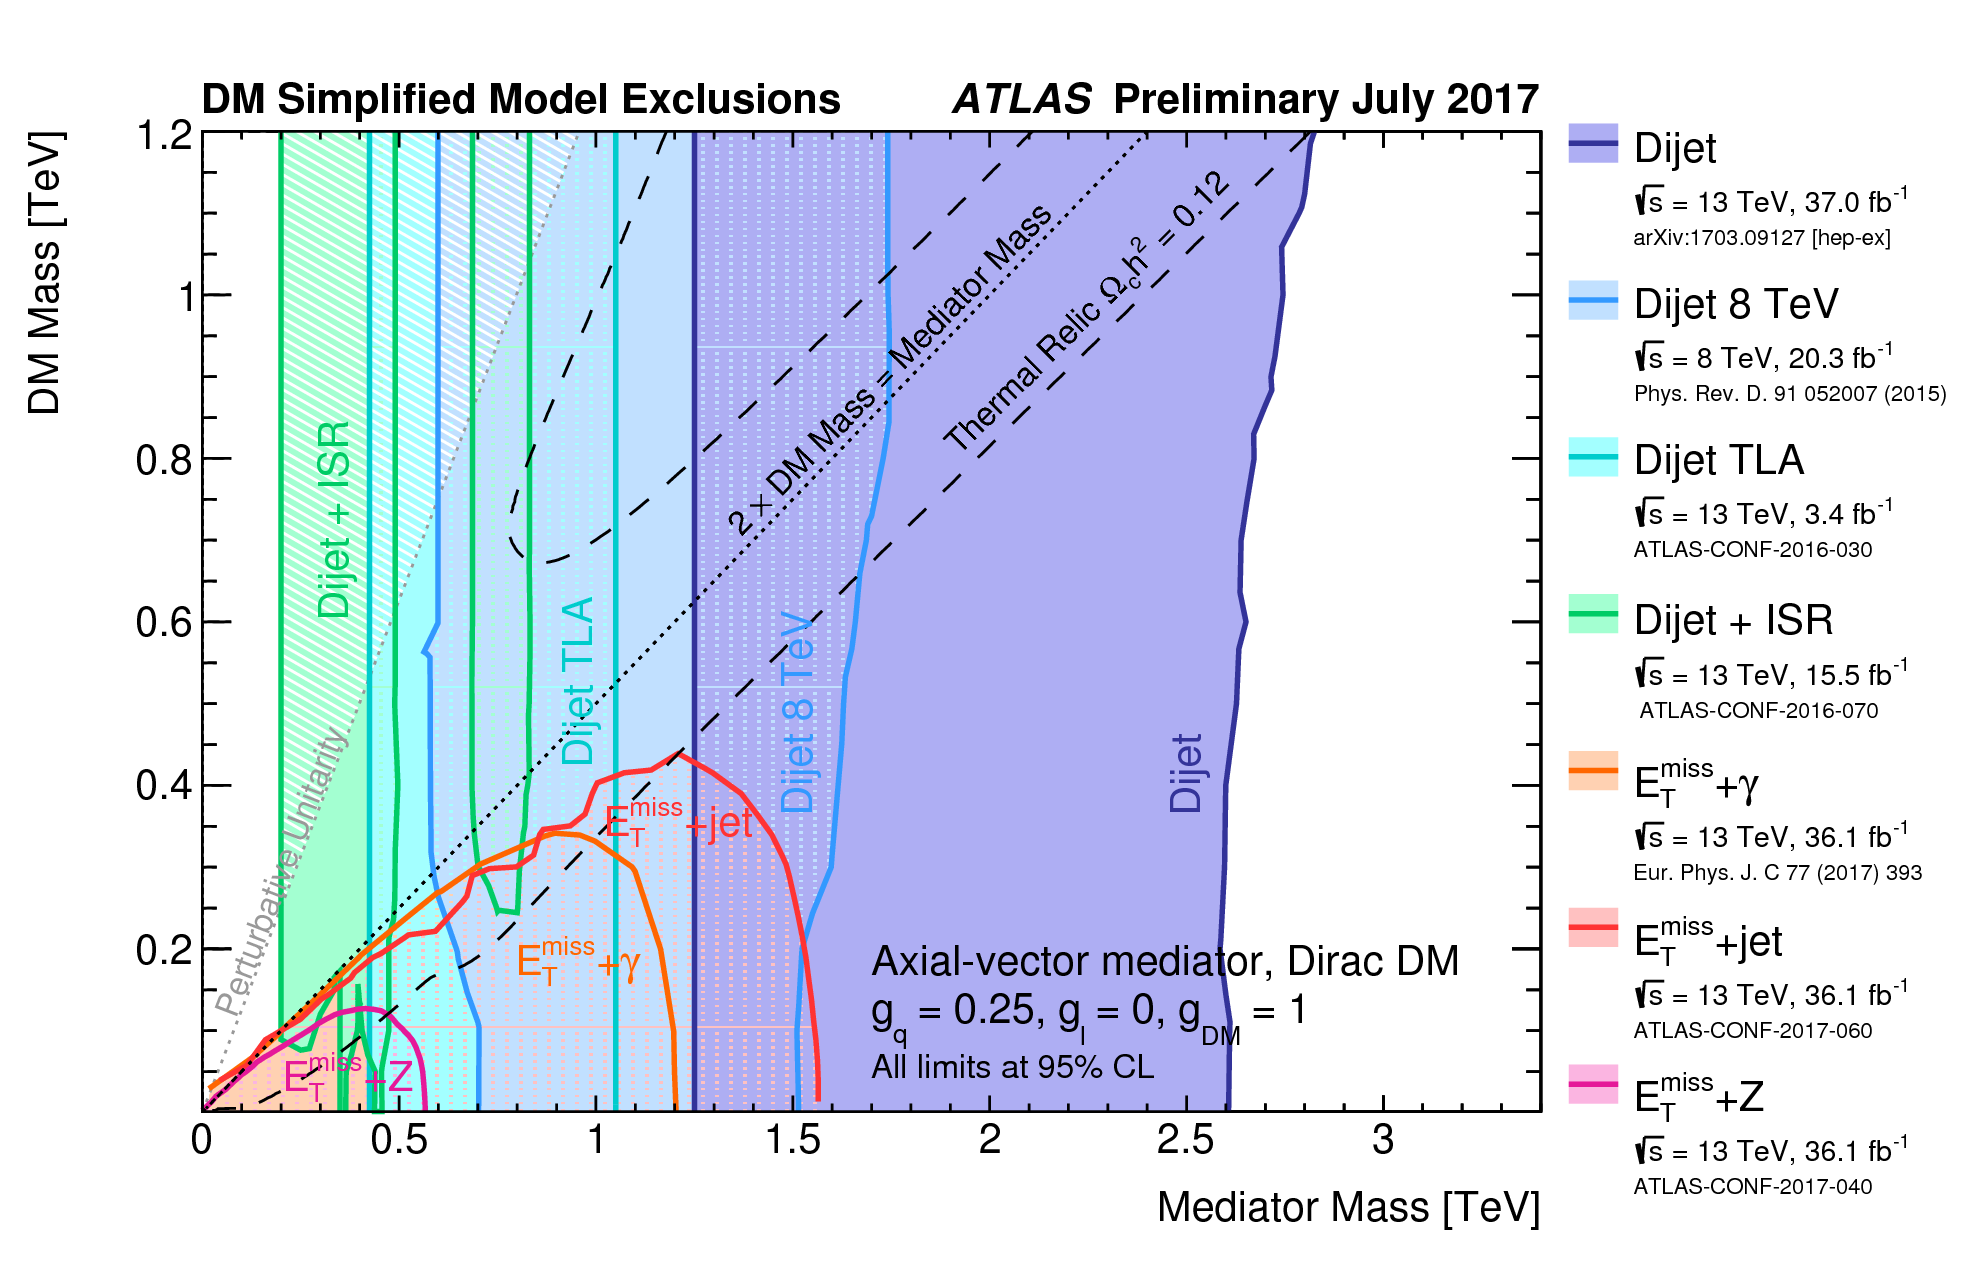 DM Simplified Model Exclusions
ATLAS Preliminary July 2017
DM Mass [TeV]
1.2
1
0.8
0.6
0.4
0.2
0
0.5
1
1.5
2
2.5
3
Mediator Mass [TeV]
Perturbative Unitarity
Dijet + ISR
Dijet TLA
Dijet 8 TeV
Dijet
2 × DM Mass = Mediator Mass
Thermal Relic Ω_c h² = 0.12
E_T^miss+jet
E_T^miss+γ
E_T^miss+Z
Axial-vector mediator, Dirac DM
g_q = 0.25, g_l = 0, g_DM = 1
All limits at 95% CL
Dijet
√s = 13 TeV, 37.0 fb⁻¹
arXiv:1703.09127 [hep-ex]
Dijet 8 TeV
√s = 8 TeV, 20.3 fb⁻¹
Phys. Rev. D. 91 052007 (2015)
Dijet TLA
√s = 13 TeV, 3.4 fb⁻¹
ATLAS-CONF-2016-030
Dijet + ISR
√s = 13 TeV, 15.5 fb⁻¹
ATLAS-CONF-2016-070
E_T^miss+γ
√s = 13 TeV, 36.1 fb⁻¹
Eur. Phys. J. C 77 (2017) 393
E_T^miss+jet
√s = 13 TeV, 36.1 fb⁻¹
ATLAS-CONF-2017-060
E_T^miss+Z
√s = 13 TeV, 36.1 fb⁻¹
ATLAS-CONF-2017-040